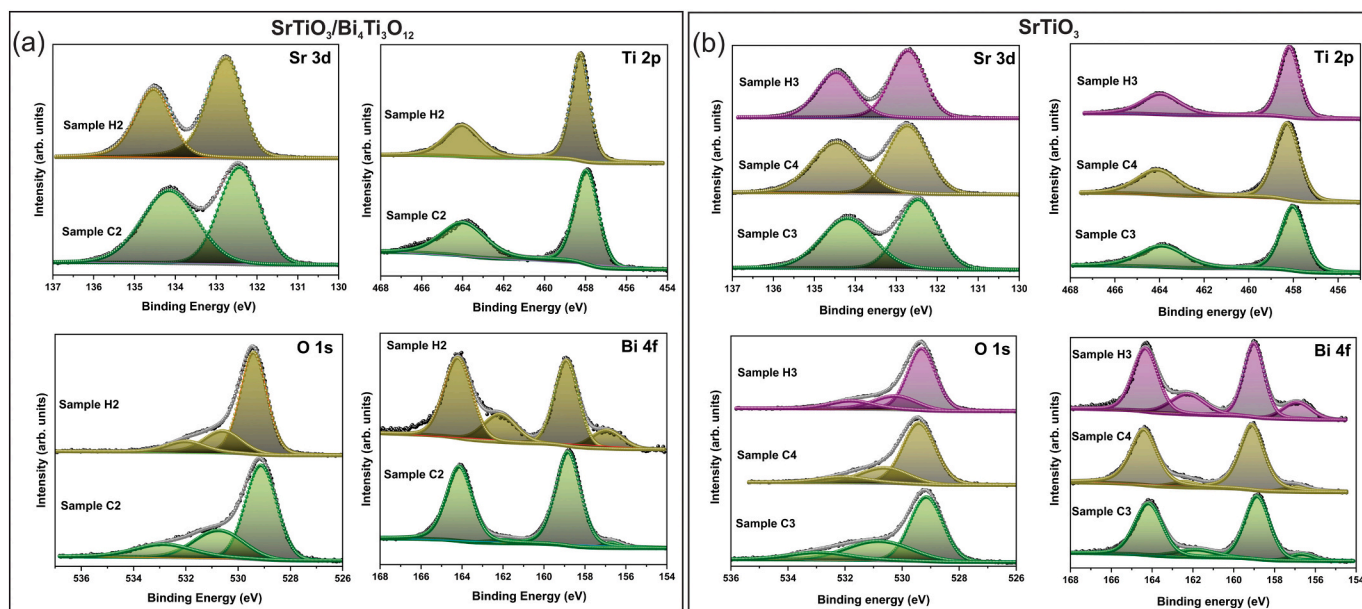 (a)
SrTiO₃/Bi₄Ti₃O₁₂
Sr 3d
Sample H2
Sample C2
Intensity (arb. units)
137 136 135 134 133 132 131 130
Binding Energy (eV)
Ti 2p
Sample H2
Sample C2
Intensity (arb. units)
468 466 464 462 460 458 456 454
Binding Energy (eV)
O 1s
Sample H2
Sample C2
Intensity (arb. units)
536 534 532 530 528 526
Binding Energy (eV)
Bi 4f
Sample H2
Sample C2
Intensity (arb. units)
168 166 164 162 160 158 156 154
Binding Energy (eV)
(b)
SrTiO₃
Sr 3d
Sample H3
Sample C4
Sample C3
Intensity (arb. units)
137 136 135 134 133 132 131 130
Binding energy (eV)
Ti 2p
Sample H3
Sample C4
Sample C3
Intensity (arb. units)
468 466 464 462 460 458 456 454
Binding energy (eV)
O 1s
Sample H3
Sample C4
Sample C3
Intensity (arb. units)
536 534 532 530 528 526
Binding energy (eV)
Bi 4f
Sample H3
Sample C4
Sample C3
Intensity (arb. units)
168 166 164 162 160 158 156 154
Binding energy (eV)